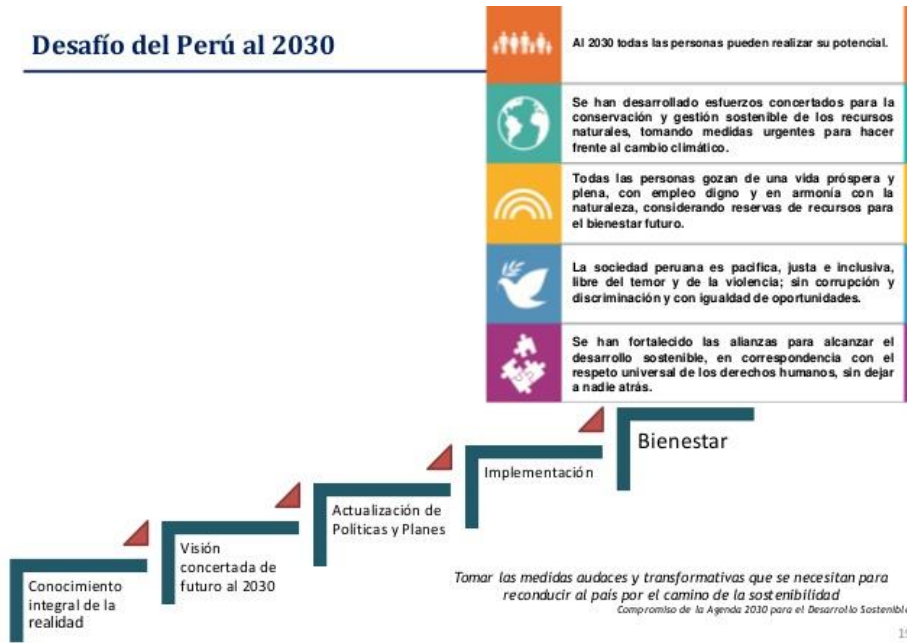 Desafío del Perú al 2030
Al 2030 todas las personas pueden realizar su potencial.
Se han desarrollado esfuerzos concertados para la
conservación y gestión sostenible de los recursos
naturales, tomando medidas urgentes para hacer
frente al cambio climático.
Todas las personas gozan de una vida próspera y
plena, con empleo digno y en armonía con la
naturaleza, considerando reservas de recursos para
el bienestar futuro.
La sociedad peruana es pacifica, justa e inclusiva,
libre del temor y de la violencia; sin corrupción y
discriminación y con igualdad de oportunidades.
Se han fortalecido las alianzas para alcanzar el
desarrollo sostenible, en correspondencia con el
respeto universal de los derechos humanos, sin dejar
a nadie atrás.
Bienestar
Implementación
Actualización de
Políticas y Planes
Visión
concertada de
futuro al 2030
Conocimiento
integral de la
realidad
Tomar las medidas audaces y transformativas que se necesitan para
reconducir al país por el camino de la sostenibilidad
Compromiso de la Agenda 2030 para el Desarrollo Sostenible